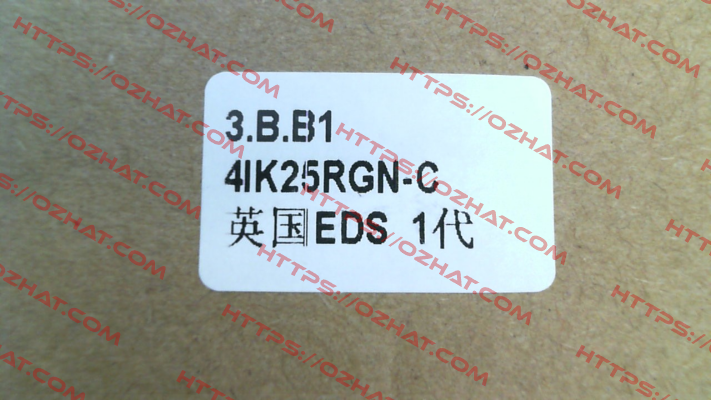 3.B.B1
4IK25RGN-C
英国EDS 1代
HTTPS://OZHAT.COM